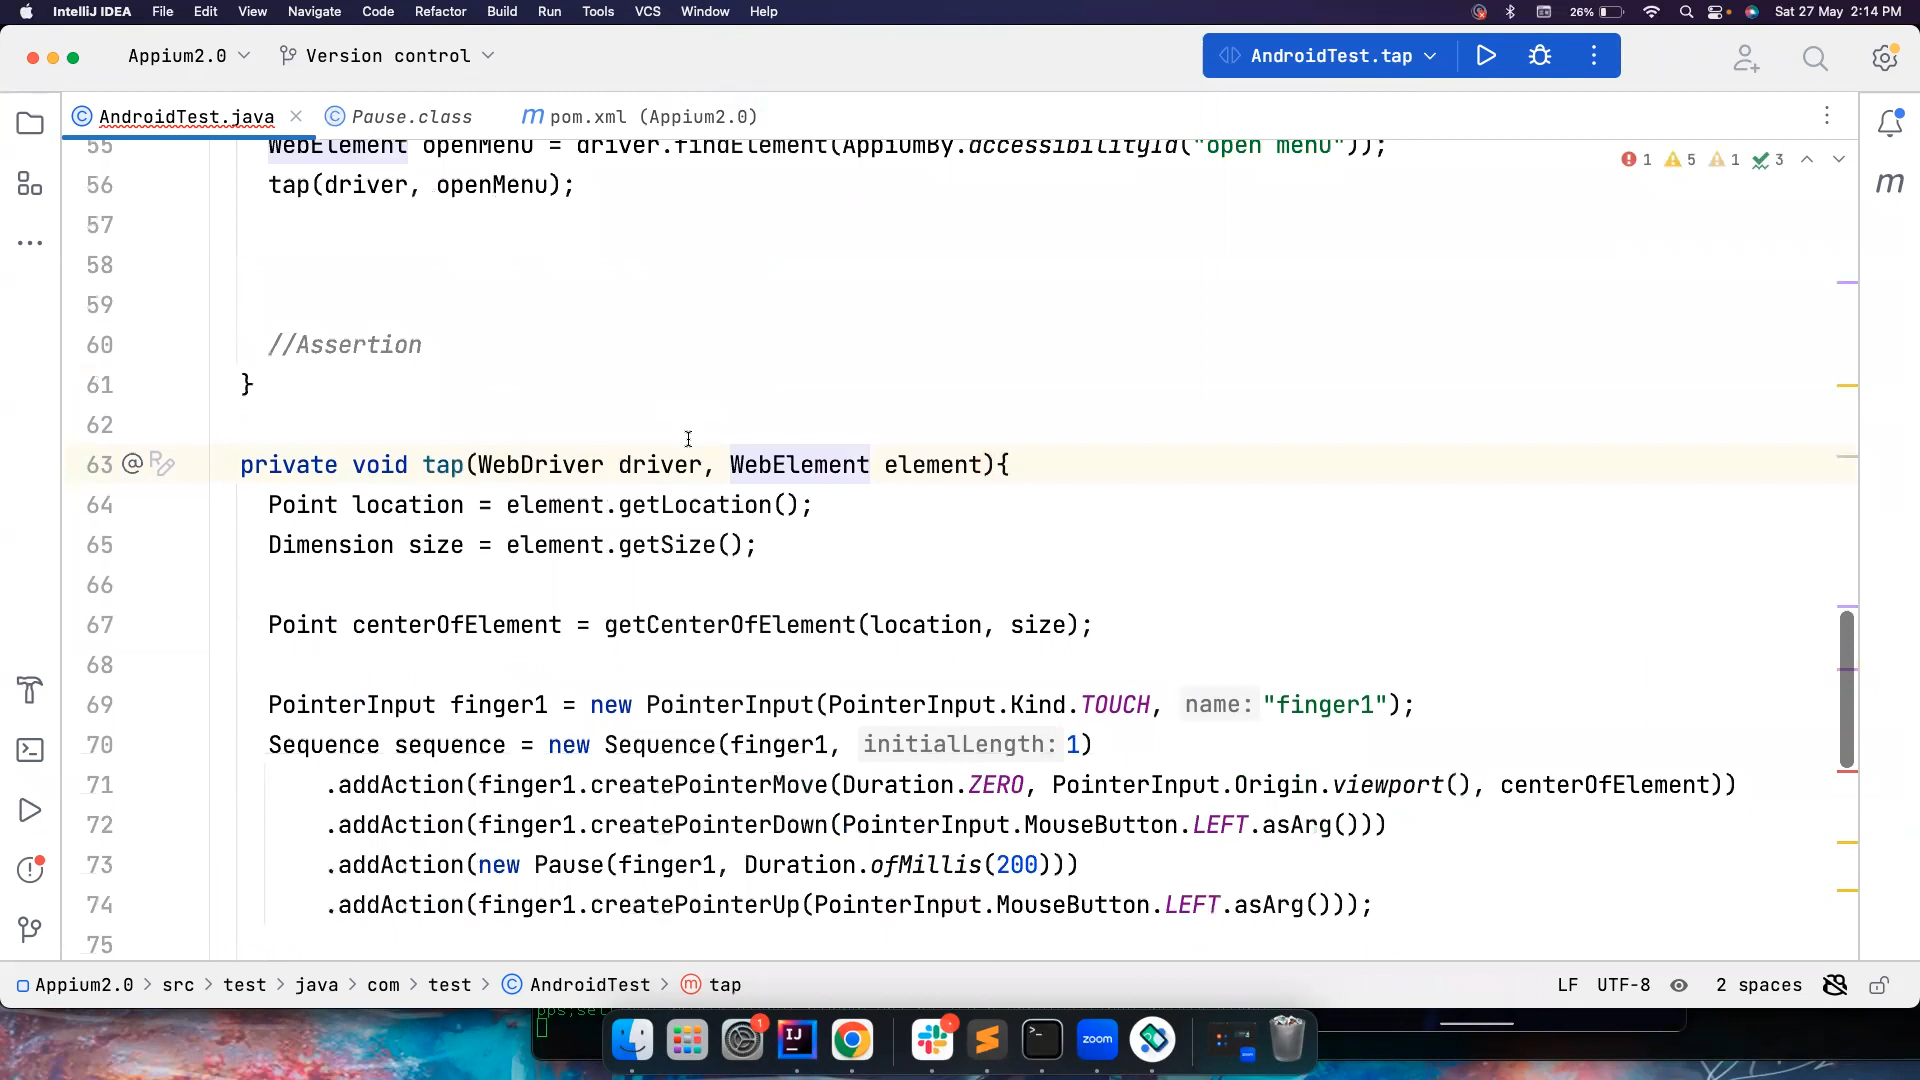 IntelliJ IDEA File Edit View Navigate Code Refactor Build Run Tools VCS Window Help 26% Sat 27 May 2:14 PM
Appium2.0 Version control AndroidTest.tap
AndroidTest.java Pause.class m pom.xml (Appium2.0)
55 WebElement openMenu = driver.findElement(AppiumBy.accessibilityId("open menu"));
1 5 1 3
56 tap(driver, openMenu);
57
58
59
60 //Assertion
61 }
62
63 private void tap(WebDriver driver, WebElement element){
64 Point location = element.getLocation();
65 Dimension size = element.getSize();
66
67 Point centerOfElement = getCenterOfElement(location, size);
68
69 PointerInput finger1 = new PointerInput(PointerInput.Kind.TOUCH, name: "finger1");
70 Sequence sequence = new Sequence(finger1, initialLength: 1)
71 .addAction(finger1.createPointerMove(Duration.ZERO, PointerInput.Origin.viewport(), centerOfElement))
72 .addAction(finger1.createPointerDown(PointerInput.MouseButton.LEFT.asArg()))
73 .addAction(new Pause(finger1, Duration.ofMillis(200)))
74 .addAction(finger1.createPointerUp(PointerInput.MouseButton.LEFT.asArg()));
75
m
Appium2.0 > src > test > java > com > test > AndroidTest > tap LF UTF-8 2 spaces
IJ zoom
1